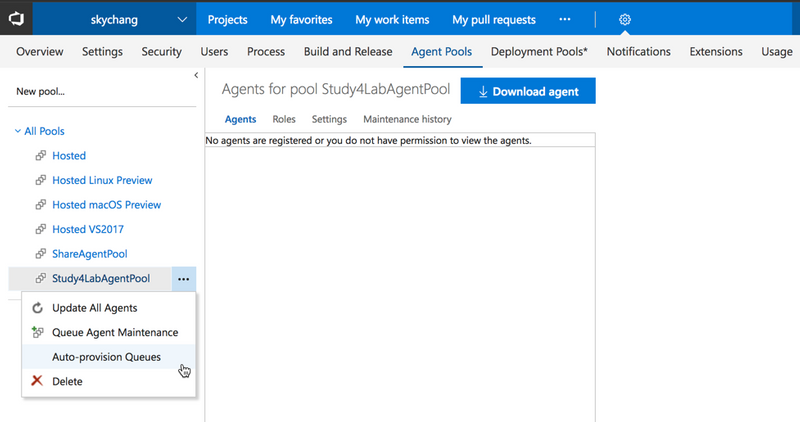 skychang Projects My favorites My work items My pull requests ...
Overview Settings Security Users Process Build and Release Agent Pools Deployment Pools* Notifications Extensions Usage
New pool...
All Pools
Hosted
Hosted Linux Preview
Hosted macOS Preview
Hosted VS2017
ShareAgentPool
Study4LabAgentPool ...
Update All Agents
Queue Agent Maintenance
Auto-provision Queues
Delete
Agents for pool Study4LabAgentPool Download agent
Agents Roles Settings Maintenance history
No agents are registered or you do not have permission to view the agents.